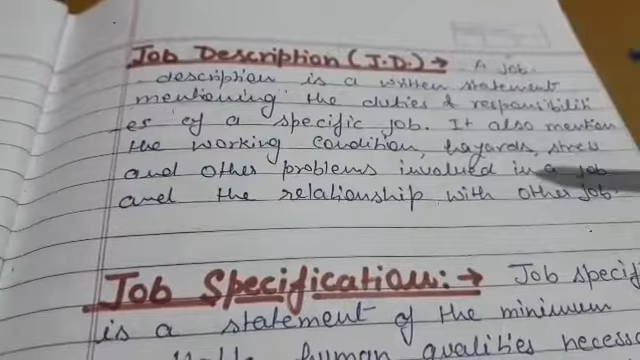 Job Description (J.D.) → A job
description is a written statement
mentioning the duties & responsibiliti
-es of a specific job. It also mention
the working condition, hazards, stress
and other problems involved in a job
and the relationship with other job
Job Specification:- → Job specif
is a statement of the minimum
human qualities necess